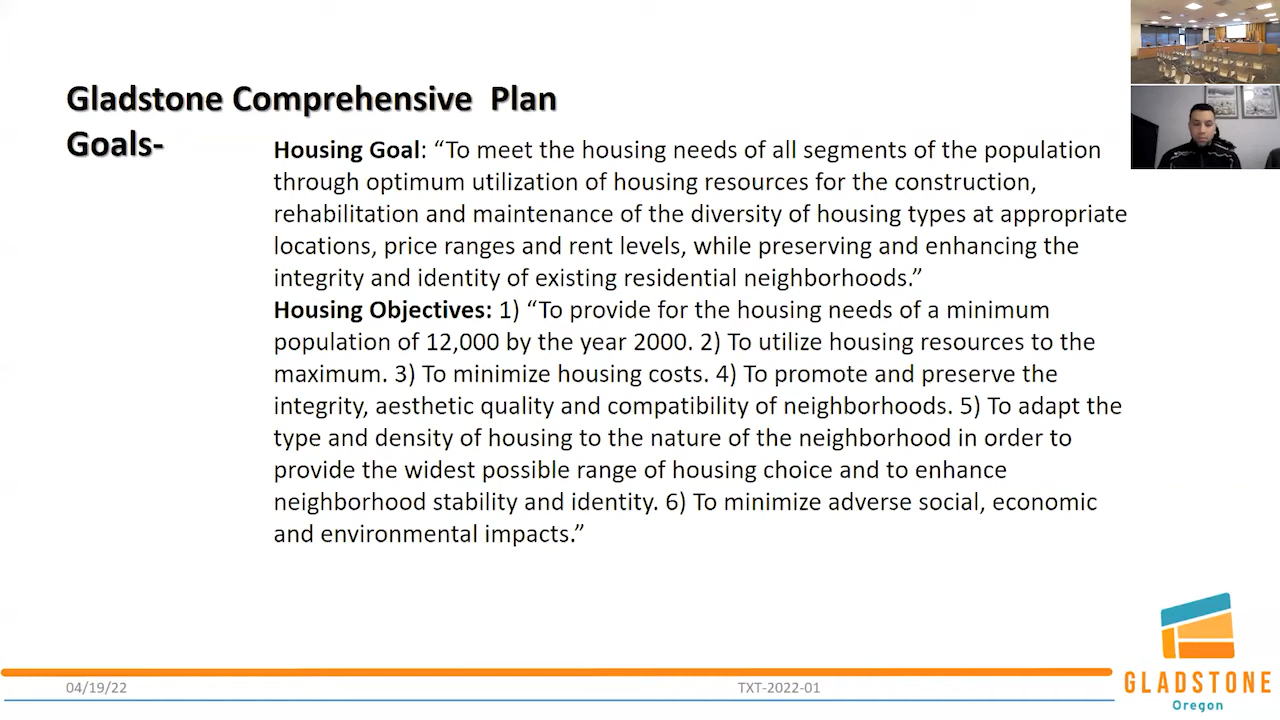 Gladstone Comprehensive Plan
Goals-
Housing Goal: “To meet the housing needs of all segments of the population
through optimum utilization of housing resources for the construction,
rehabilitation and maintenance of the diversity of housing types at appropriate
locations, price ranges and rent levels, while preserving and enhancing the
integrity and identity of existing residential neighborhoods.”
Housing Objectives: 1) “To provide for the housing needs of a minimum
population of 12,000 by the year 2000. 2) To utilize housing resources to the
maximum. 3) To minimize housing costs. 4) To promote and preserve the
integrity, aesthetic quality and compatibility of neighborhoods. 5) To adapt the
type and density of housing to the nature of the neighborhood in order to
provide the widest possible range of housing choice and to enhance
neighborhood stability and identity. 6) To minimize adverse social, economic
and environmental impacts.”
04/19/22
TXT-2022-01
GLADSTONE
Oregon